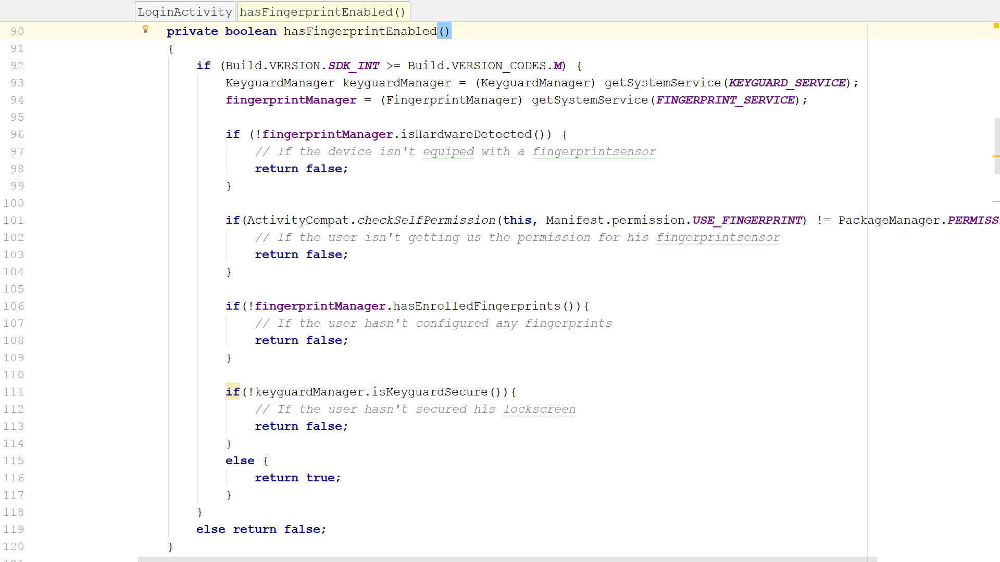 LoginActivity hasFingerprintEnabled()
90 private boolean hasFingerprintEnabled()
91 {
92 if (Build.VERSION.SDK_INT >= Build.VERSION_CODES.M) {
93 KeyguardManager keyguardManager = (KeyguardManager) getSystemService(KEYGUARD_SERVICE);
94 fingerprintManager = (FingerprintManager) getSystemService(FINGERPRINT_SERVICE);
95
96 if (!fingerprintManager.isHardwareDetected()) {
97 // If the device isn't equiped with a fingerprintsensor
98 return false;
99 }
100
101 if(ActivityCompat.checkSelfPermission(this, Manifest.permission.USE_FINGERPRINT) != PackageManager.PERMISS
102 // If the user isn't getting us the permission for his fingerprintsensor
103 return false;
104 }
105
106 if(!fingerprintManager.hasEnrolledFingerprints()){
107 // If the user hasn't configured any fingerprints
108 return false;
109 }
110
111 if(!keyguardManager.isKeyguardSecure()){
112 // If the user hasn't secured his lockscreen
113 return false;
114 }
115 else {
116 return true;
117 }
118 }
119 else return false;
120 }